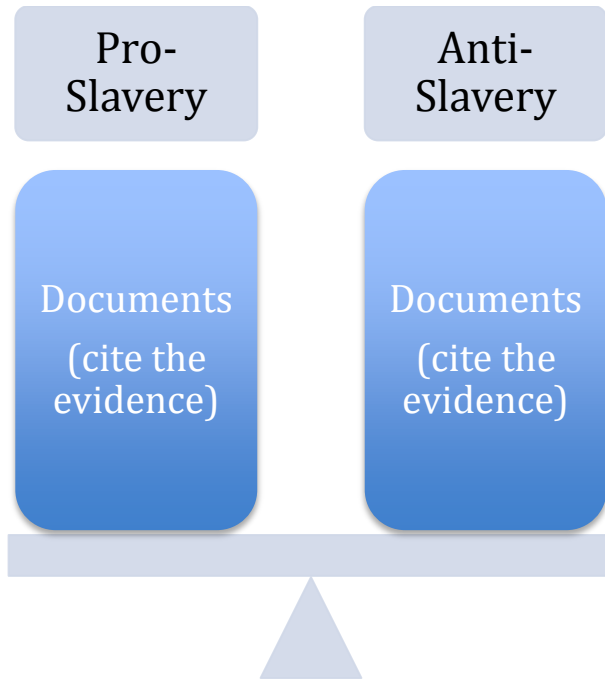 Pro-
Slavery
Anti-
Slavery
Documents
(cite the
evidence)
Documents
(cite the
evidence)